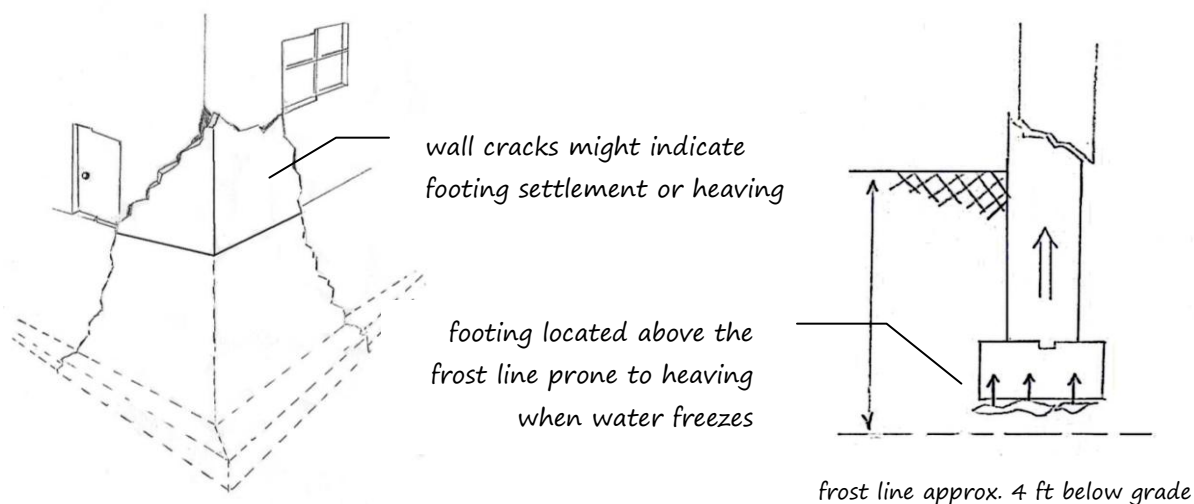 wall cracks might indicate
footing settlement or heaving
footing located above the
frost line prone to heaving
when water freezes
frost line approx. 4 ft below grade